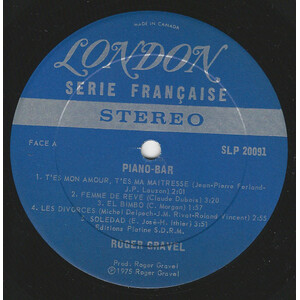 MADE IN CANADA
LONDON
SERIE FRANÇAISE
STEREO
FACE A
SLP 20091
PIANO-BAR
1. T'ES MON AMOUR, T'ES MA MAITRESSE (Jean-Pierre Ferland-
J.P. Lauzon) 2:01
2. FEMME DE REVE (Claude Dubois) 2:20
3. EL BIMBO (C. Morgan) 1:57
4. LES DIVORCES (Michel Delpech-J.M. Rivat-Roland Vincent)
5. SOLEDAD (E. José-H. Ithier)
Editions Platine S.D.R.M.
ROGER GRAVEL
Prod: Roger Gravel
©1975 Roger Gravel